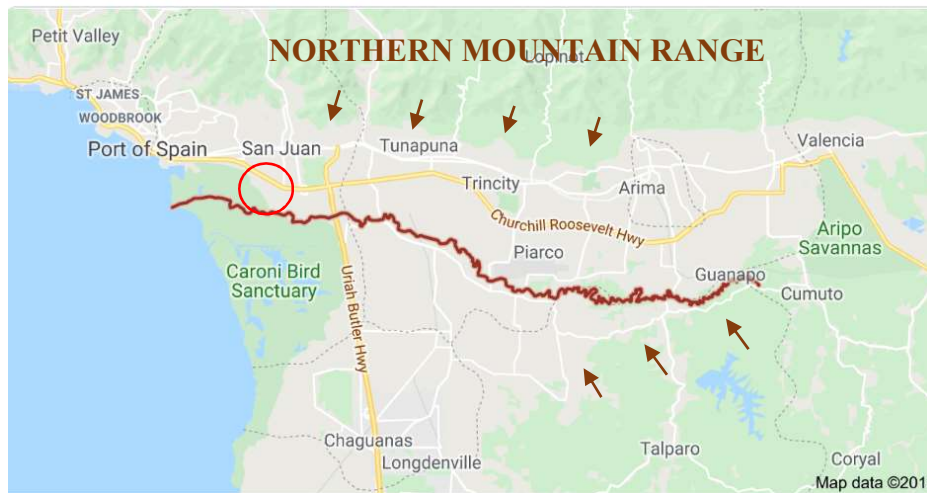 Petit Valley
NORTHERN MOUNTAIN RANGE
Lopinot
ST JAMES
WOODBROOK
Port of Spain
San Juan
Tunapuna
Valencia
Trincity
Arima
Churchill Roosevelt Hwy
Aripo
Savannas
Piarco
Caroni Bird
Sanctuary
Uriah Butler Hwy
Guanapo
Cumuto
Chaguanas
Longdenville
Talparo
Coryal
Map data ©201